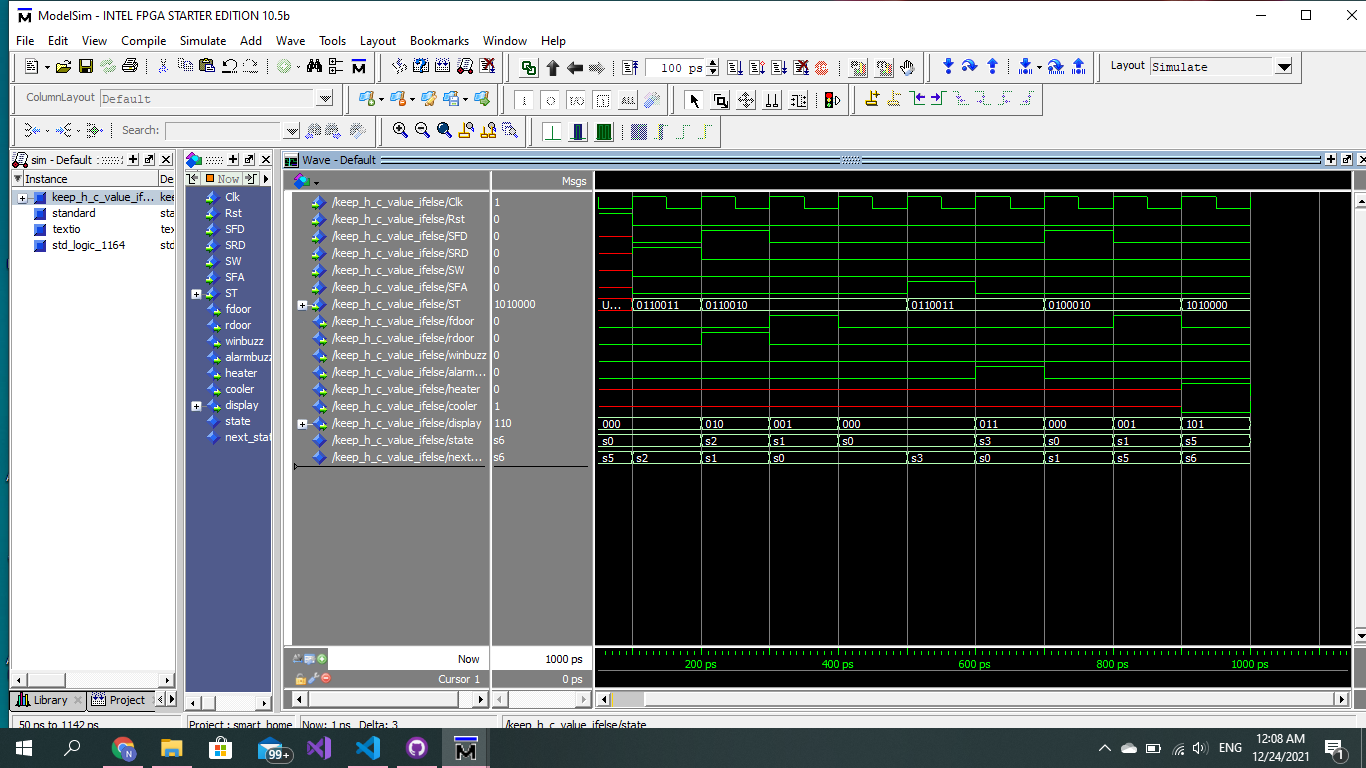 ModelSim - INTEL FPGA STARTER EDITION 10.5b
File Edit View Compile Simulate Add Wave Tools Layout Bookmarks Window Help
100 ps
Layout Simulate
ColumnLayout Default
ALL
Search:
sim - Default
Now
Wave - Default
Instance De
Msgs
keep_h_c_value_if... kee
standard sta
textio tex
std_logic_1164 std
Clk
Rst
SFD
SRD
SW
SFA
ST
fdoor
rdoor
winbuzz
alarmbuzz
heater
cooler
display
state
next_stat
/keep_h_c_value_ifelse/Clk 1
/keep_h_c_value_ifelse/Rst 0
/keep_h_c_value_ifelse/SFD 0
/keep_h_c_value_ifelse/SRD 0
/keep_h_c_value_ifelse/SW 0
/keep_h_c_value_ifelse/SFA 0
/keep_h_c_value_ifelse/ST 1010000 U... 0110011 0110010 0110011 0100010 1010000
/keep_h_c_value_ifelse/fdoor 0
/keep_h_c_value_ifelse/rdoor 0
/keep_h_c_value_ifelse/winbuzz 0
/keep_h_c_value_ifelse/alarm... 0
/keep_h_c_value_ifelse/heater 0
/keep_h_c_value_ifelse/cooler 1
/keep_h_c_value_ifelse/display 110 000 010 001 000 011 000 001 101
/keep_h_c_value_ifelse/state s6 s0 s2 s1 s0 s3 s0 s1 s5
/keep_h_c_value_ifelse/next... s6 s5 s2 s1 s0 s3 s0 s1 s5 s6
Now 1000 ps 200 ps 400 ps 600 ps 800 ps 1000 ps
Cursor 1 0 ps
Library Project
50 ps to 1142 ps Project : smart_home Now: 1 ns Delta: 3 /keep_h_c_value_ifelse/state
N 99+ M ENG 12:08 AM
12/24/2021 1